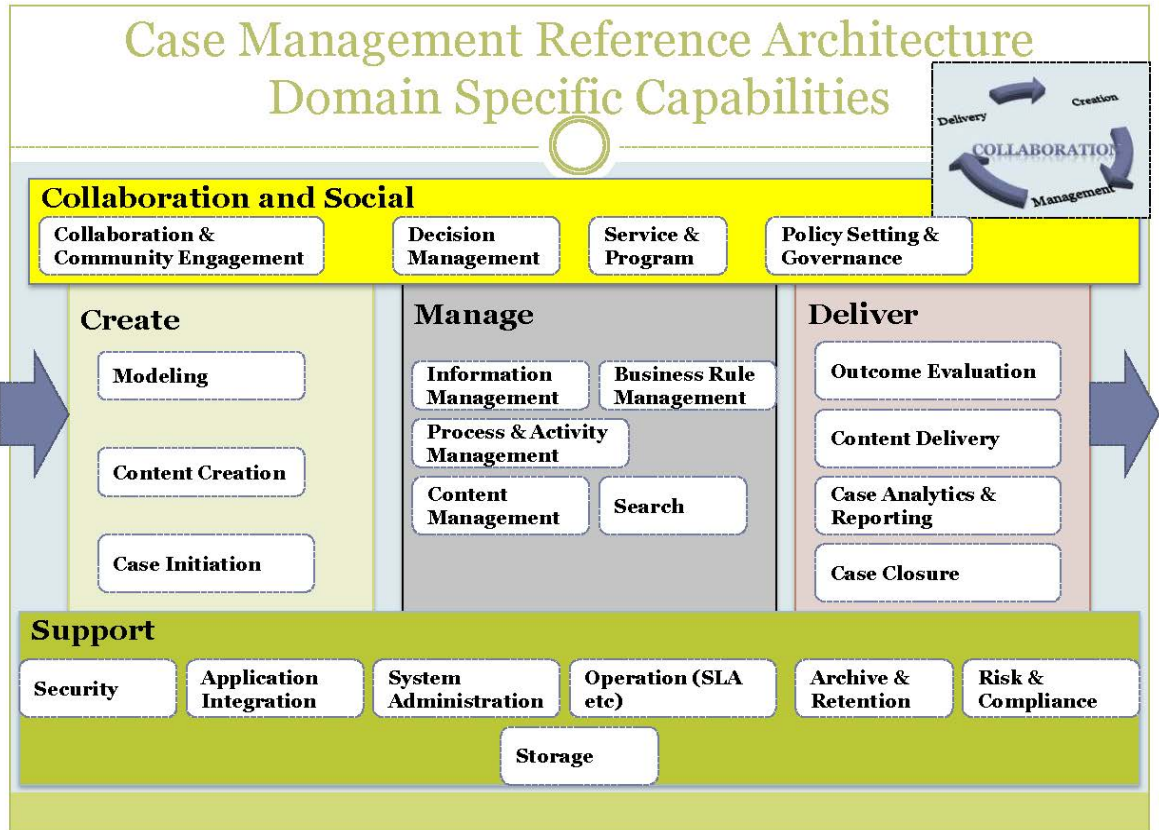 Case Management Reference Architecture
Domain Specific Capabilities
Delivery
Creation
COLLABORATION
Management
Collaboration and Social
Collaboration &
Community Engagement
Decision
Management
Service &
Program
Policy Setting &
Governance
Create
Modeling
Content Creation
Case Initiation
Manage
Information
Management
Business Rule
Management
Process & Activity
Management
Content
Management
Search
Deliver
Outcome Evaluation
Content Delivery
Case Analytics &
Reporting
Case Closure
Support
Security
Application
Integration
System
Administration
Operation (SLA
etc)
Archive &
Retention
Risk &
Compliance
Storage